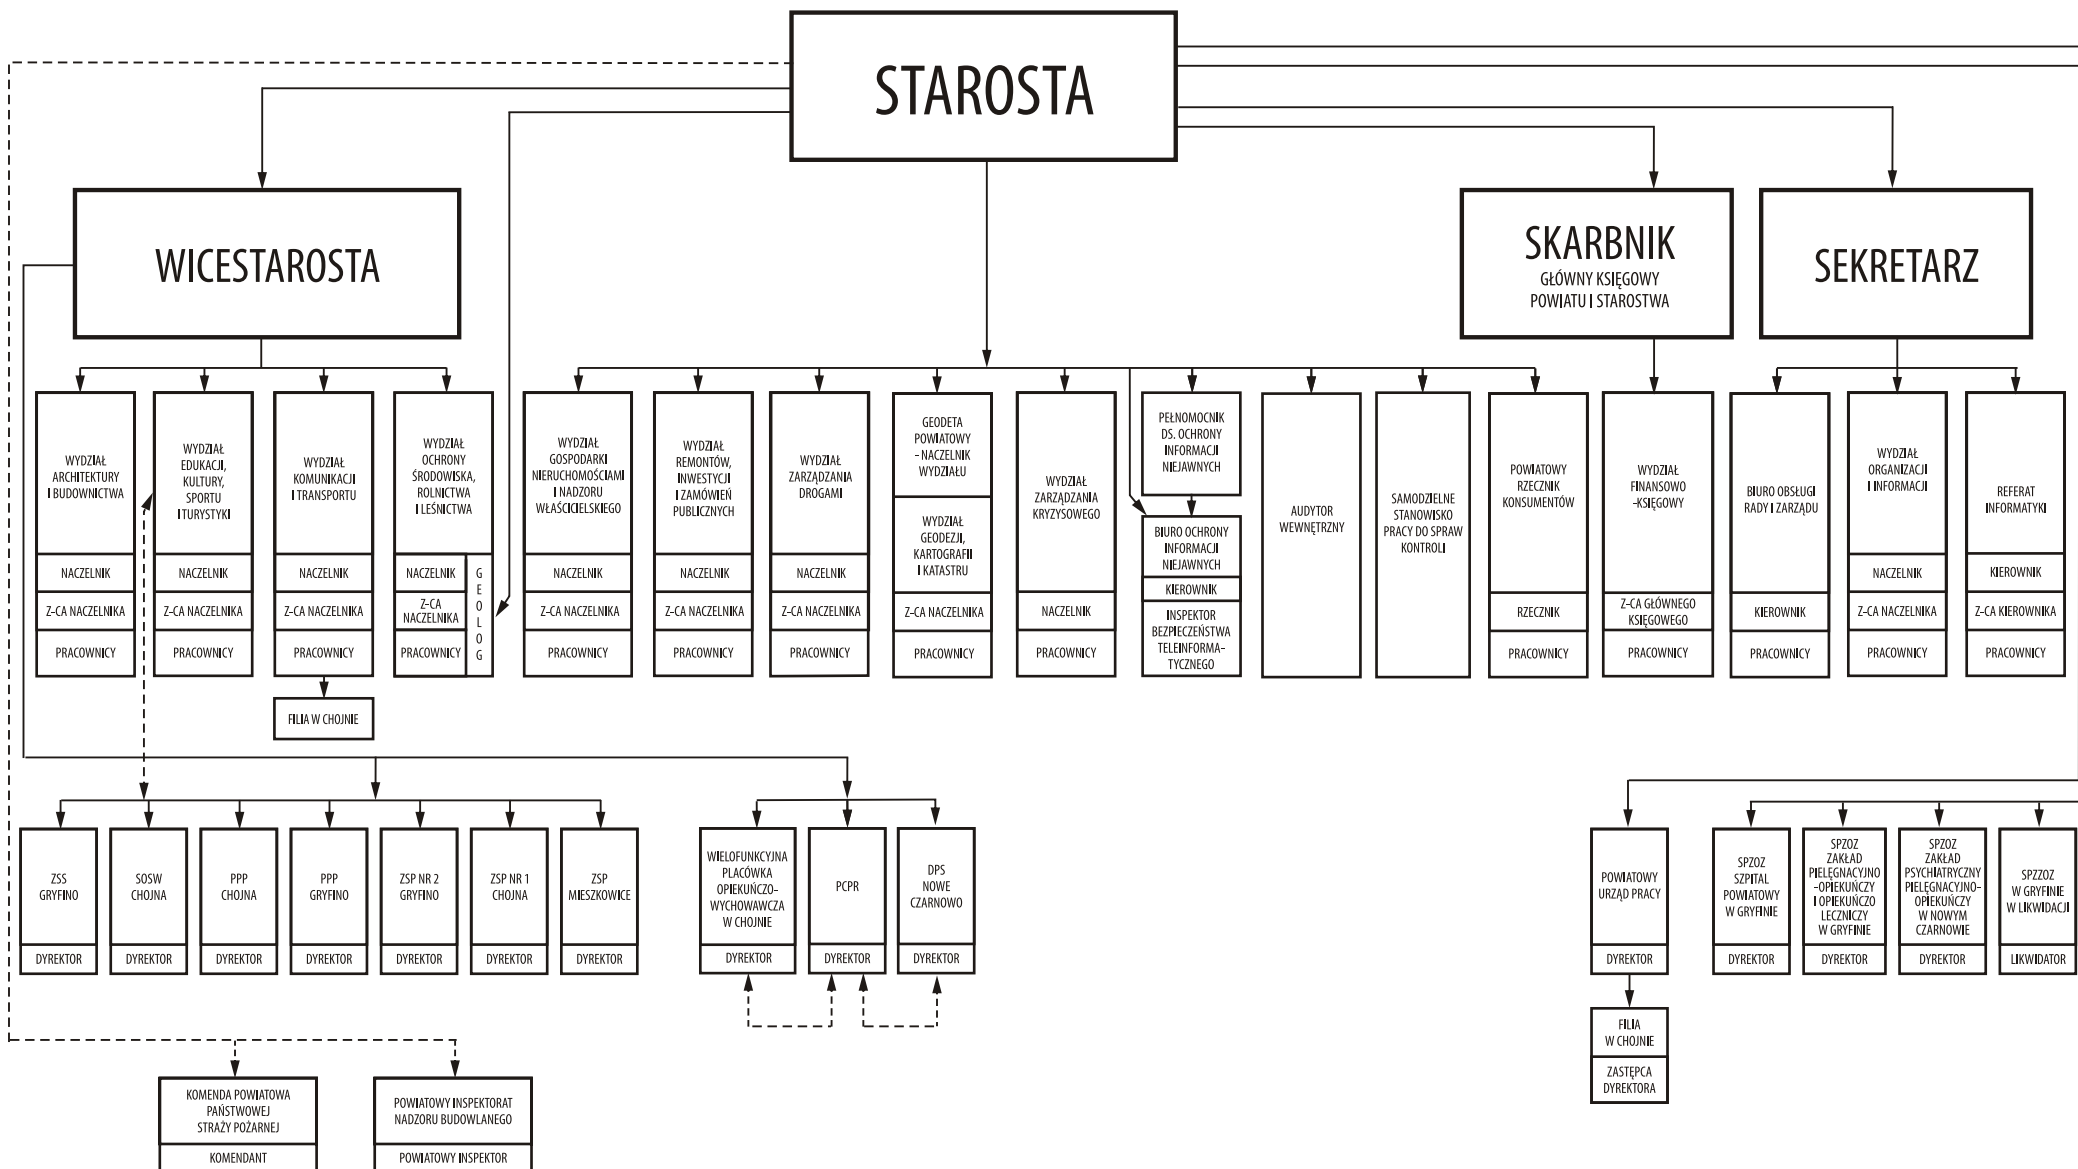 STAROSTA
WICESTAROSTA
SKARBNIK
GŁÓWNY KSIĘGOWY
POWIATU I STAROSTWA
SEKRETARZ
WYDZIAŁ
ARCHITEKTURY
I BUDOWNICTWA
NACZELNIK
Z-CA NACZELNIKA
PRACOWNICY
WYDZIAŁ
EDUKACJI,
KULTURY,
SPORTU
I TURYSTYKI
NACZELNIK
Z-CA NACZELNIKA
PRACOWNICY
WYDZIAŁ
KOMUNIKACJI
I TRANSPORTU
NACZELNIK
Z-CA NACZELNIKA
PRACOWNICY
FILIA W CHOJNIE
WYDZIAŁ
OCHRONY
ŚRODOWISKA,
ROLNICTWA
I LEŚNICTWA
NACZELNIK
Z-CA
NACZELNIKA
PRACOWNICY
G
E
O
L
O
G
WYDZIAŁ
GOSPODARKI
NIERUCHOMOŚCIAMI
I NADZORU
WŁAŚCICIELSKIEGO
NACZELNIK
Z-CA NACZELNIKA
PRACOWNICY
WYDZIAŁ
REMONTÓW,
INWESTYCJI
I ZAMÓWIEŃ
PUBLICZNYCH
NACZELNIK
Z-CA NACZELNIKA
PRACOWNICY
WYDZIAŁ
ZARZĄDZANIA
DROGAMI
NACZELNIK
Z-CA NACZELNIKA
PRACOWNICY
GEODETA
POWIATOWY
- NACZELNIK
WYDZIAŁU
WYDZIAŁ
GEODEZJI,
KARTOGRAFII
I KATASTRU
Z-CA NACZELNIKA
PRACOWNICY
WYDZIAŁ
ZARZĄDZANIA
KRYZYSOWEGO
NACZELNIK
PRACOWNICY
PEŁNOMOCNIK
DS. OCHRONY
INFORMACJI
NIEJAWNYCH
BIURO OCHRONY
INFORMACJI
NIEJAWNYCH
KIEROWNIK
INSPEKTOR
BEZPIECZEŃSTWA
TELEINFORMA-
TYCZNEGO
AUDYTOR
WEWNĘTRZNY
SAMODZIELNE
STANOWISKO
PRACY DO SPRAW
KONTROLI
POWIATOWY
RZECZNIK
KONSUMENTÓW
RZECZNIK
PRACOWNICY
WYDZIAŁ
FINANSOWO
-KSIĘGOWY
Z-CA GŁÓWNEGO
KSIĘGOWEGO
PRACOWNICY
BIURO OBSŁUGI
RADY I ZARZĄDU
KIEROWNIK
PRACOWNICY
WYDZIAŁ
ORGANIZACJI
I INFORMACJI
NACZELNIK
Z-CA NACZELNIKA
PRACOWNICY
REFERAT
INFORMATYKI
KIEROWNIK
Z-CA KIEROWNIKA
PRACOWNICY
ZSS
GRYFINO
DYREKTOR
SOSW
CHOJNA
DYREKTOR
PPP
CHOJNA
DYREKTOR
PPP
GRYFINO
DYREKTOR
ZSP NR 2
GRYFINO
DYREKTOR
ZSP NR 1
CHOJNA
DYREKTOR
ZSP
MIESZKOWICE
DYREKTOR
WIELOFUNKCYJNA
PLACÓWKA
OPIEKUŃCZO-
WYCHOWAWCZA
W CHOJNIE
DYREKTOR
PCPR
DYREKTOR
DPS
NOWE
CZARNOWO
DYREKTOR
POWIATOWY
URZĄD PRACY
DYREKTOR
FILIA
W CHOJNIE
ZASTĘPCA
DYREKTORA
SPZOZ
SZPITAL
POWIATOWY
W GRYFINIE
DYREKTOR
SPZOZ
ZAKŁAD
PIELĘGNACYJNO
-OPIEKUŃCZY
I OPIEKUŃCZO
LECZNICZY
W GRYFINIE
DYREKTOR
SPZOZ
ZAKŁAD
PSYCHIATRYCZNY
PIELĘGNACYJNO-
OPIEKUŃCZY
W NOWYM
CZARNOWIE
DYREKTOR
SPZZOZ
W GRYFINIE
W LIKWIDACJI
LIKWIDATOR
KOMENDA POWIATOWA
PAŃSTWOWEJ
STRAŻY POŻARNEJ
KOMENDANT
POWIATOWY INSPEKTORAT
NADZORU BUDOWLANEGO
POWIATOWY INSPEKTOR